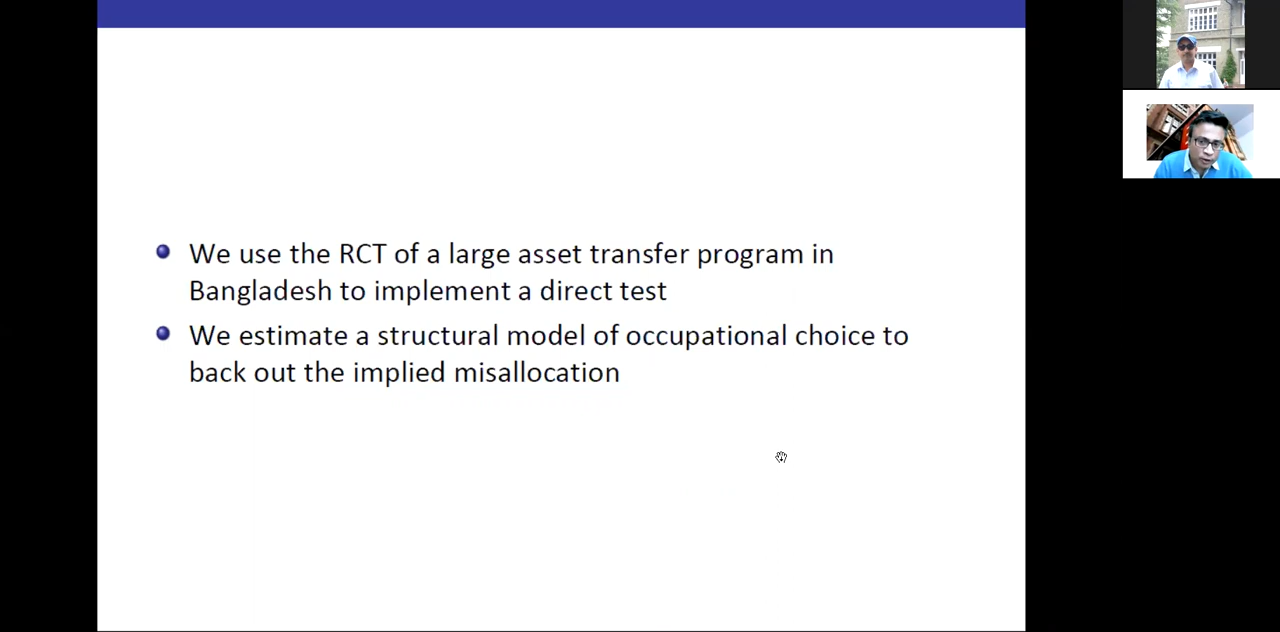 We use the RCT of a large asset transfer program in
Bangladesh to implement a direct test
We estimate a structural model of occupational choice to
back out the implied misallocation